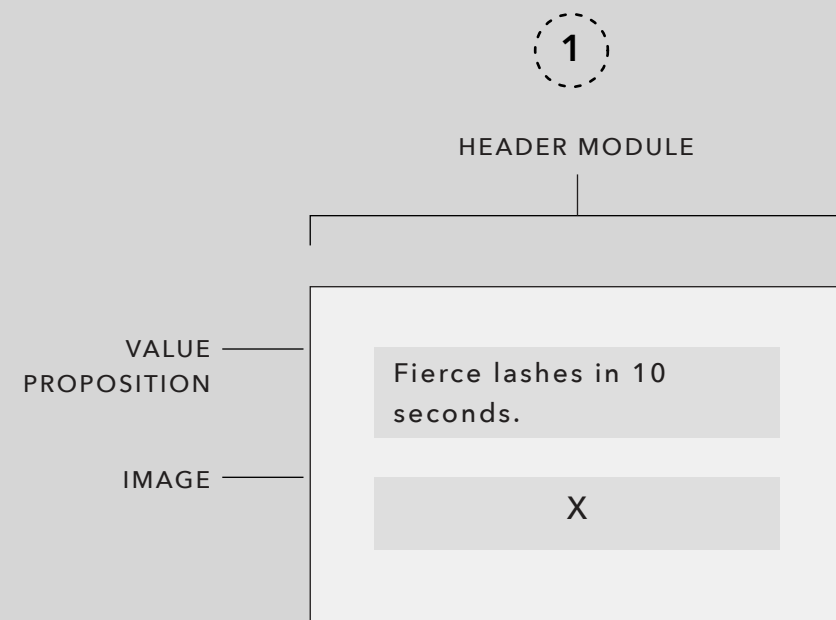 1
HEADER MODULE
VALUE
PROPOSITION
Fierce lashes in 10
seconds.
IMAGE
X